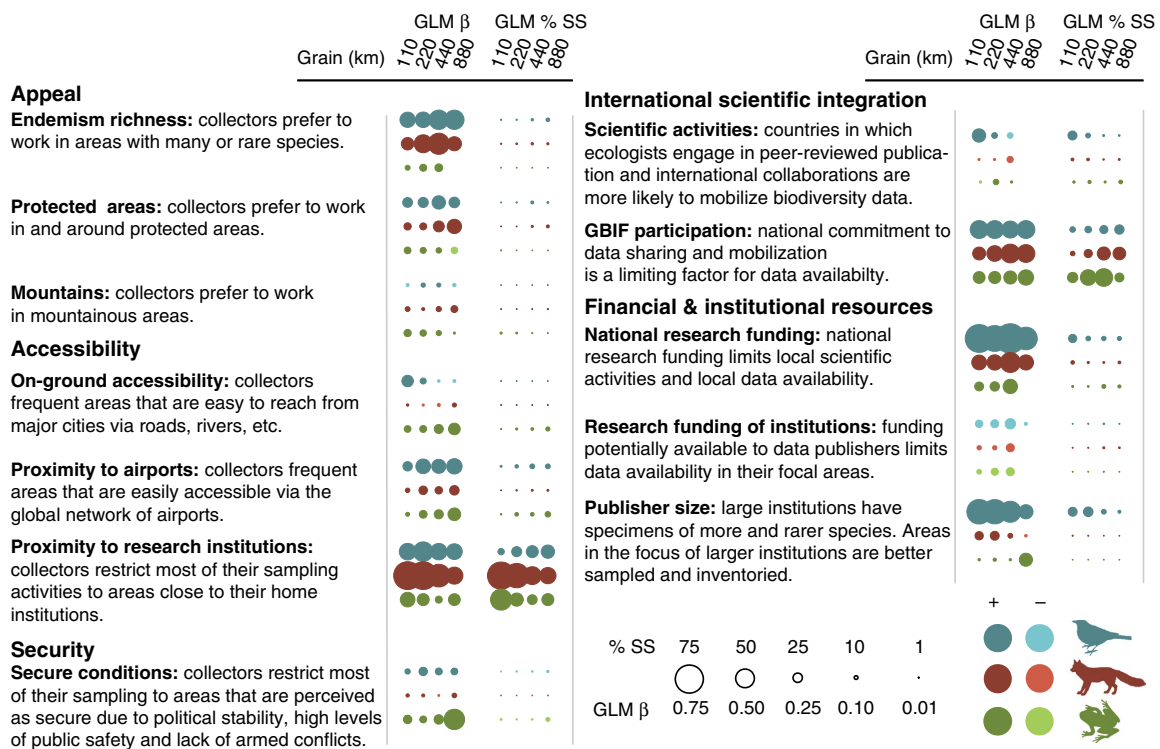 GLM β GLM % SS
Grain (km) 110 220 440 880 110 220 440 880
Appeal
Endemism richness: collectors prefer to
work in areas with many or rare species.
Protected areas: collectors prefer to work
in and around protected areas.
Mountains: collectors prefer to work
in mountainous areas.
Accessibility
On-ground accessibility: collectors
frequent areas that are easy to reach from
major cities via roads, rivers, etc.
Proximity to airports: collectors frequent
areas that are easily accessible via the
global network of airports.
Proximity to research institutions:
collectors restrict most of their sampling
activities to areas close to their home
institutions.
Security
Secure conditions: collectors restrict most
of their sampling to areas that are perceived
as secure due to political stability, high levels
of public safety and lack of armed conflicts.
GLM β GLM % SS
Grain (km) 110 220 440 880 110 220 440 880
International scientific integration
Scientific activities: countries in which
ecologists engage in peer-reviewed publica-
tion and international collaborations are
more likely to mobilize biodiversity data.
GBIF participation: national commitment to
data sharing and mobilization
is a limiting factor for data availabilty.
Financial & institutional resources
National research funding: national
research funding limits local scientific
activities and local data availability.
Research funding of institutions: funding
potentially available to data publishers limits
data availability in their focal areas.
Publisher size: large institutions have
specimens of more and rarer species. Areas
in the focus of larger institutions are better
sampled and inventoried.
+ −
% SS 75 50 25 10 1
GLM β 0.75 0.50 0.25 0.10 0.01